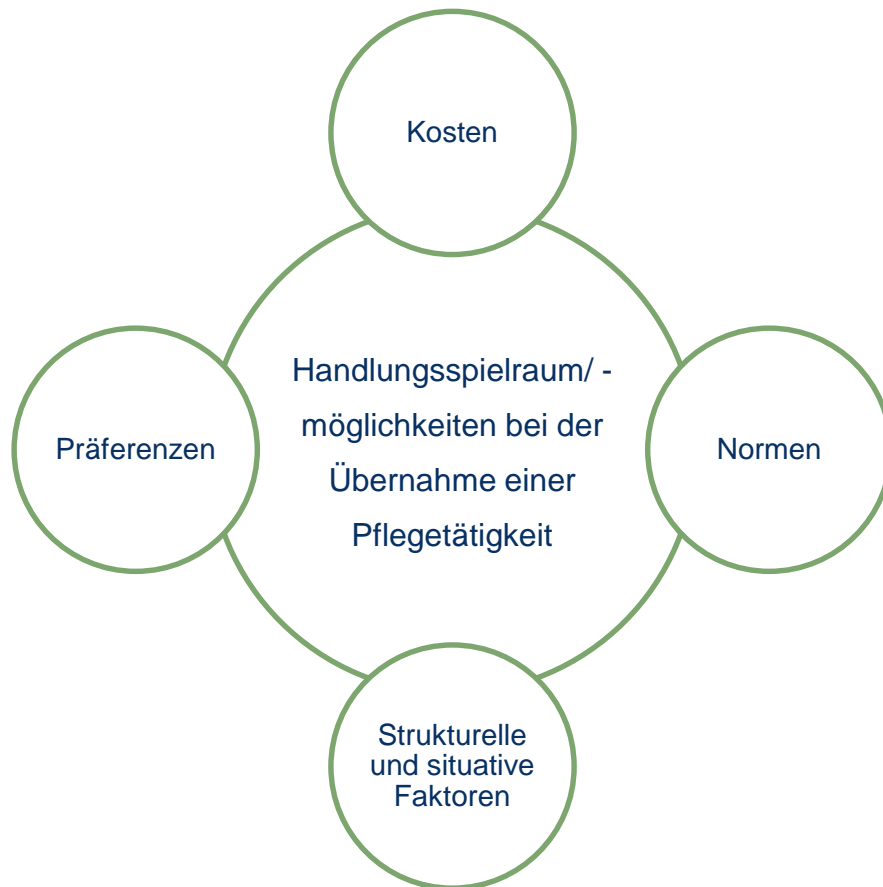 Kosten
Handlungsspielraum/ -
möglichkeiten bei der
Übernahme einer
Pflegetätigkeit
Präferenzen
Normen
Strukturelle
und situative
Faktoren